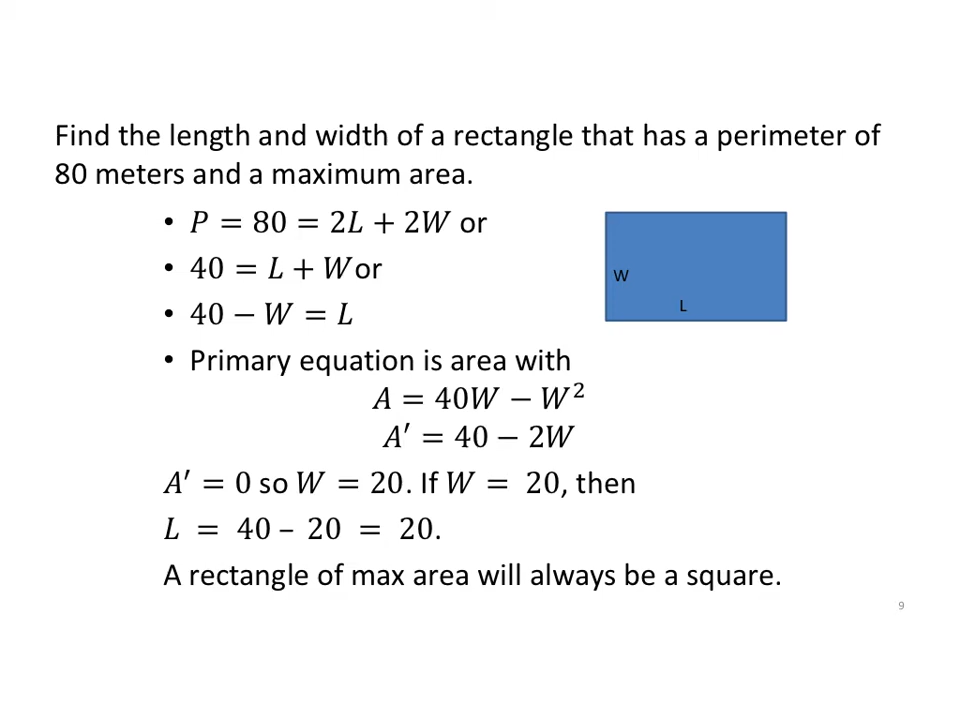 Find the length and width of a rectangle that has a perimeter of
80 meters and a maximum area.
• P = 80 = 2L + 2W or
• 40 = L + Wor
• 40 − W = L
W
L
• Primary equation is area with
A = 40W − W²
A′ = 40 − 2W
A′ = 0 so W = 20. If W = 20, then
L = 40 – 20 = 20.
A rectangle of max area will always be a square.
9